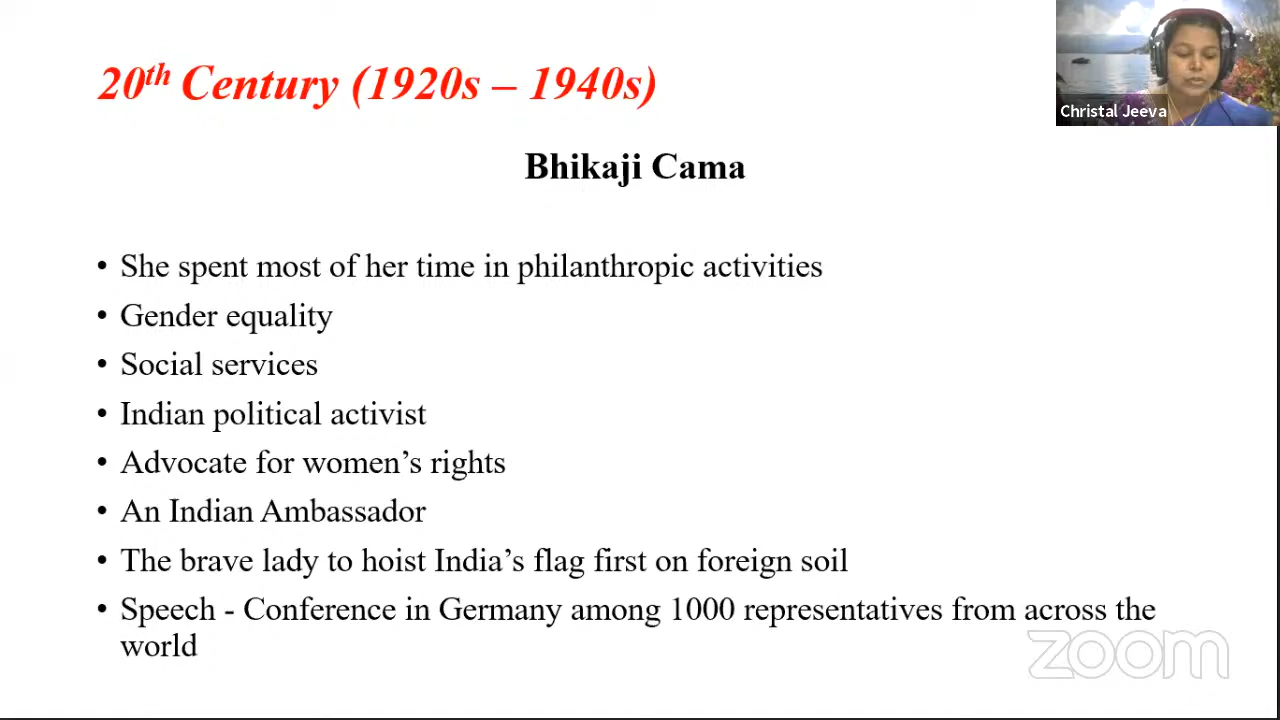 20th Century (1920s – 1940s)
Christal Jeeva
Bhikaji Cama
• She spent most of her time in philanthropic activities
• Gender equality
• Social services
• Indian political activist
• Advocate for women's rights
• An Indian Ambassador
• The brave lady to hoist India's flag first on foreign soil
• Speech - Conference in Germany among 1000 representatives from across the
world
zoom